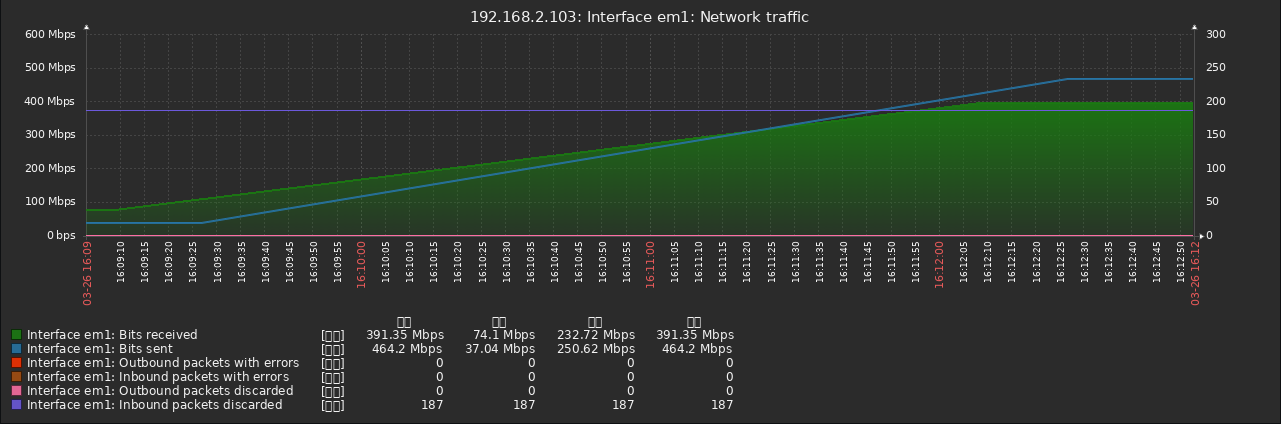 192.168.2.103: Interface em1: Network traffic
600 Mbps 300
500 Mbps 250
400 Mbps 200
300 Mbps 150
200 Mbps 100
100 Mbps 50
0 bps 0
03-26 16:09 16:09:10 16:09:15 16:09:20 16:09:25 16:09:30 16:09:35 16:09:40 16:09:45 16:09:50 16:09:55 16:10:00 16:10:05 16:10:10 16:10:15 16:10:20 16:10:25 16:10:30 16:10:35 16:10:40 16:10:45 16:10:50 16:10:55 16:11:00 16:11:05 16:11:10 16:11:15 16:11:20 16:11:25 16:11:30 16:11:35 16:11:40 16:11:45 16:11:50 16:11:55 16:12:00 16:12:05 16:12:10 16:12:15 16:12:20 16:12:25 16:12:30 16:12:35 16:12:40 16:12:45 16:12:50 03-26 16:12
Interface em1: Bits received 391.35 Mbps 74.1 Mbps 232.72 Mbps 391.35 Mbps
Interface em1: Bits sent 464.2 Mbps 37.04 Mbps 250.62 Mbps 464.2 Mbps
Interface em1: Outbound packets with errors 0 0 0 0
Interface em1: Inbound packets with errors 0 0 0 0
Interface em1: Outbound packets discarded 0 0 0 0
Interface em1: Inbound packets discarded 187 187 187 187